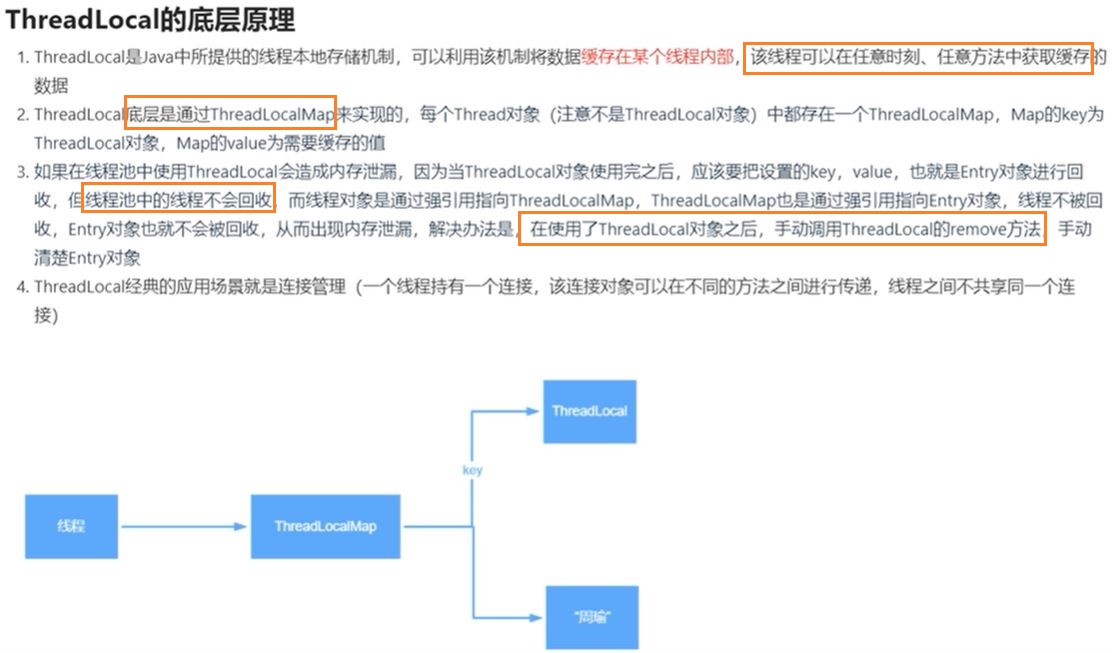 ThreadLocal的底层原理
1. ThreadLocal是Java中所提供的线程本地存储机制，可以利用该机制将数据缓存在某个线程内部，该线程可以在任意时刻、任意方法中获取缓存的
数据
2. ThreadLocal底层是通过ThreadLocalMap来实现的，每个Thread对象（注意不是ThreadLocal对象）中都存在一个ThreadLocalMap，Map的key为
ThreadLocal对象，Map的value为需要缓存的值
3. 如果在线程池中使用ThreadLocal会造成内存泄漏，因为当ThreadLocal对象使用完之后，应该要把设置的key，value，也就是Entry对象进行回
收，但线程池中的线程不会回收，而线程对象是通过强引用指向ThreadLocalMap，ThreadLocalMap也是通过强引用指向Entry对象，线程不被回
收，Entry对象也就不会被回收，从而出现内存泄漏，解决办法是，在使用了ThreadLocal对象之后，手动调用ThreadLocal的remove方法，手动
清楚Entry对象
4. ThreadLocal经典的应用场景就是连接管理（一个线程持有一个连接，该连接对象可以在不同的方法之间进行传递，线程之间不共享同一个连
接）
ThreadLocal
key
线程
ThreadLocalMap
"周瑜"